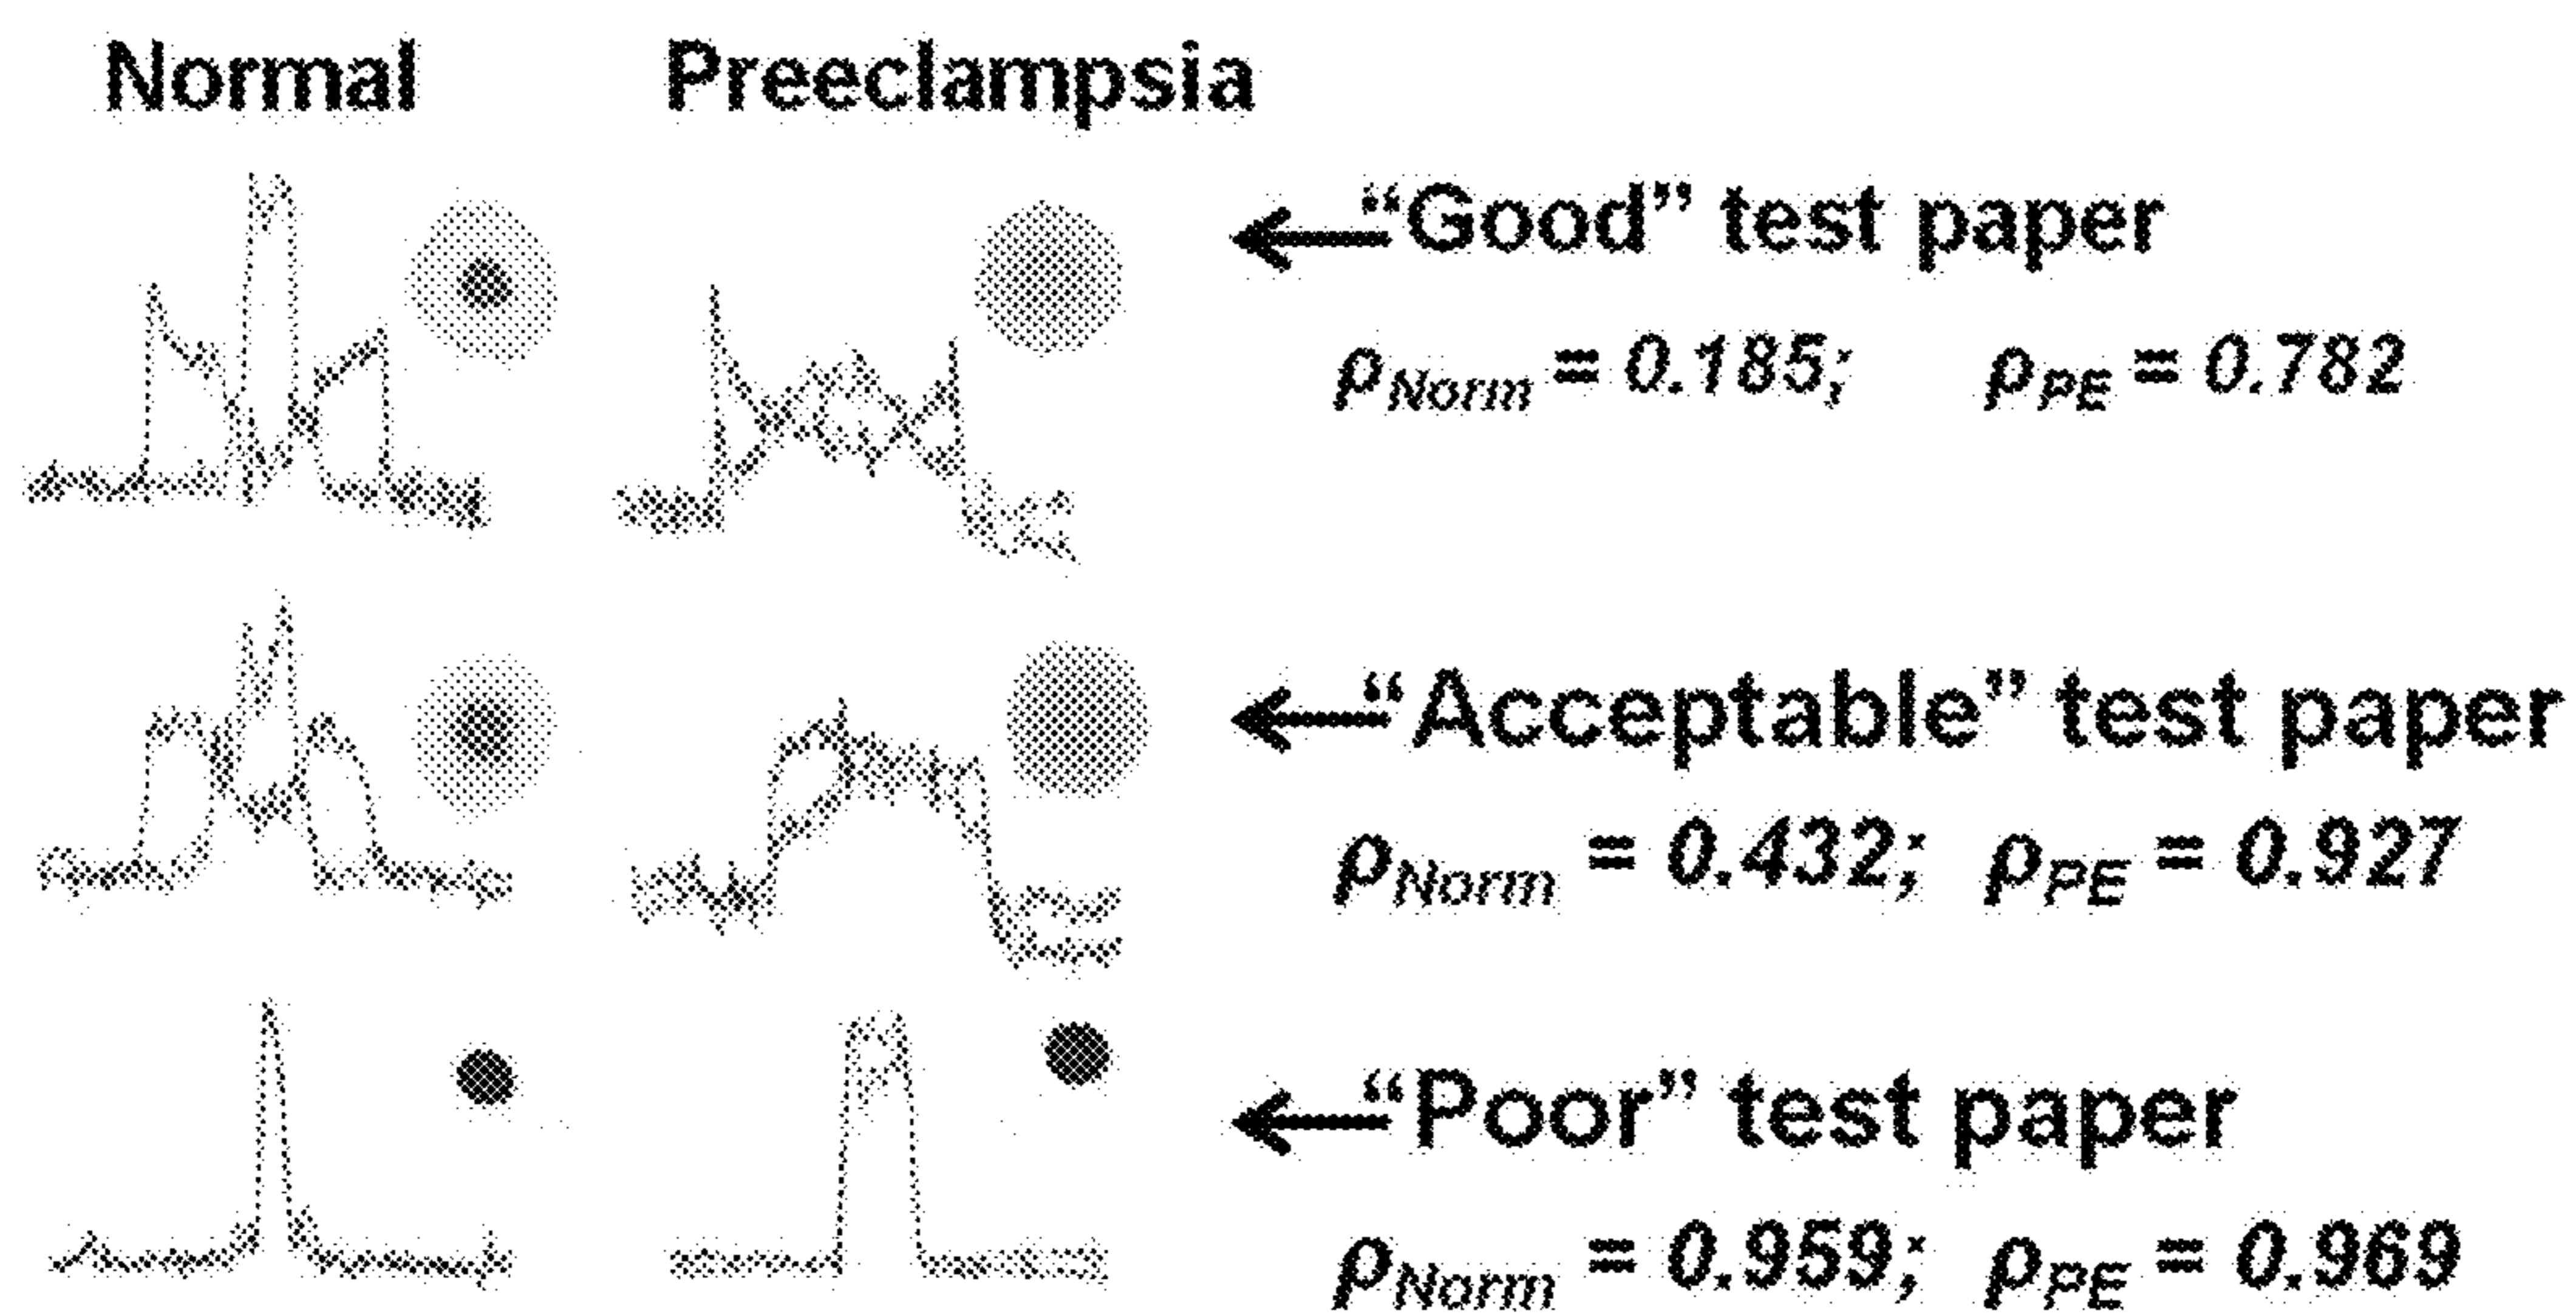 Normal Preeclampsia
“Good” test paper
ρNorm = 0.185; ρPE = 0.782
“Acceptable” test paper
ρNorm = 0.432; ρPE = 0.927
“Poor” test paper
ρNorm = 0.959; ρPE = 0.969